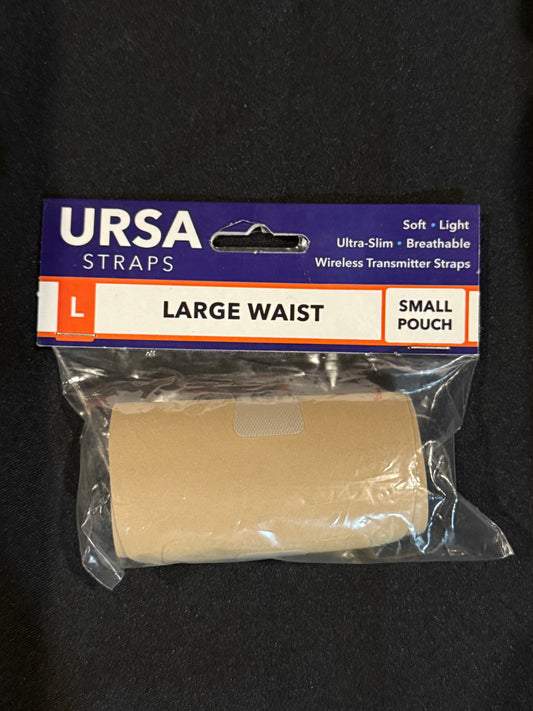 URSA
STRAPS
Soft • Light
Ultra-Slim • Breathable
Wireless Transmitter Straps
L
LARGE WAIST
SMALL
POUCH